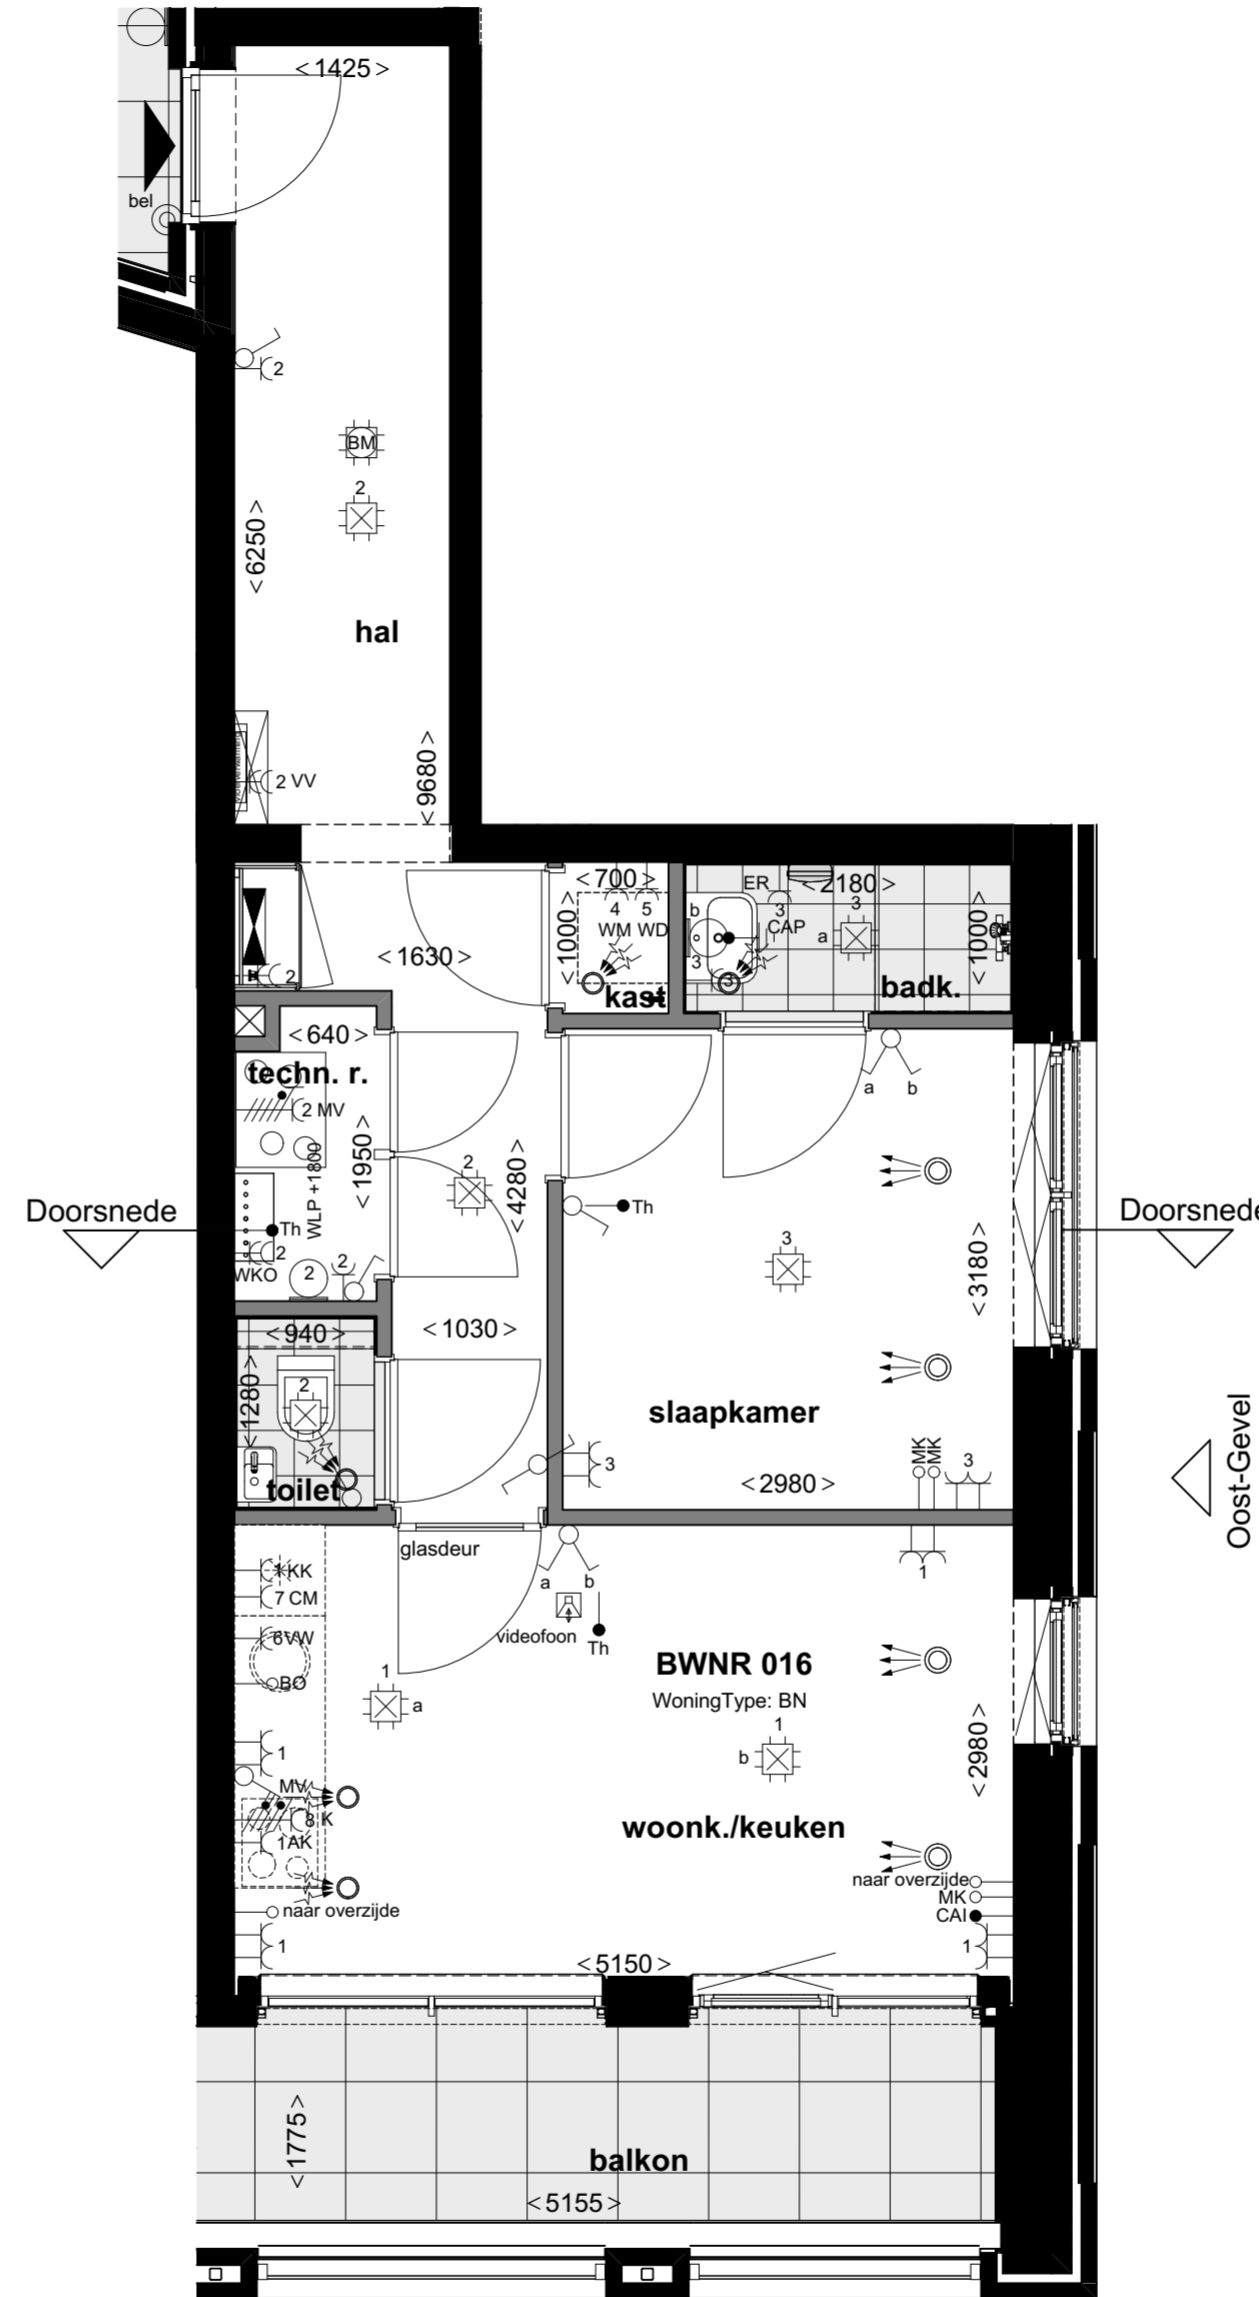 <1425>
bel
2
BM
2
<6250>
hal
<9680>
2 VV
<700>
ER
<2180>
4
5
3
3
b
WM
WD
CAP
a
<1000>
<1000>
<1630>
3
2
3
kast
badk.
<640>
techn. r.
a
b
2 MV
<1950>
2
<4280>
WLP +1800
Doorsnede
Th
Th
Doorsnede
2
3
<3180>
WKO
2
2
<940>
<1030>
<1280>
2
slaapkamer
Oost-Gevel
MK
MK
3
3
<2980>
toilet
glasdeur
1 KK
7 CM
a
b
1
6VW
videofoon
Th
BO
BWNR 016
WoningType: BN
1
a
1
b
<2980>
1
MV
8 K
1AK
woonk./keuken
naar overzijde
MK
CAI
naar overzijde
1
1
<5150>
<1775>
balkon
<5155>